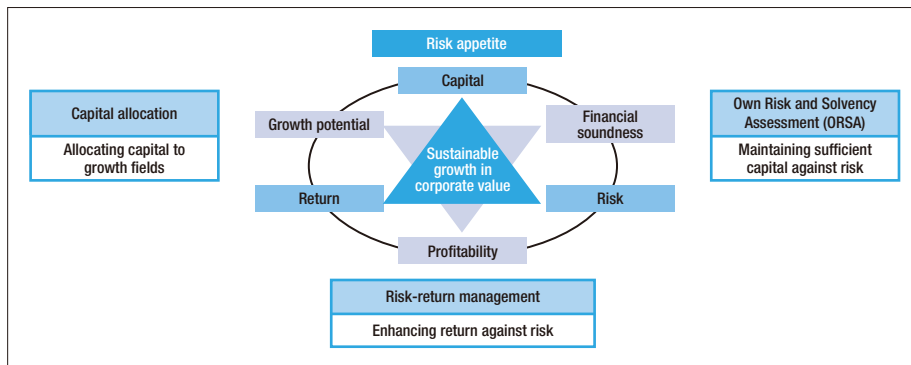 Risk appetite
Capital
Capital allocation
Allocating capital to
growth fields
Growth potential
Financial
soundness
Own Risk and Solvency
Assessment (ORSA)
Maintaining sufficient
capital against risk
Sustainable
growth in
corporate value
Return
Risk
Profitability
Risk-return management
Enhancing return against risk